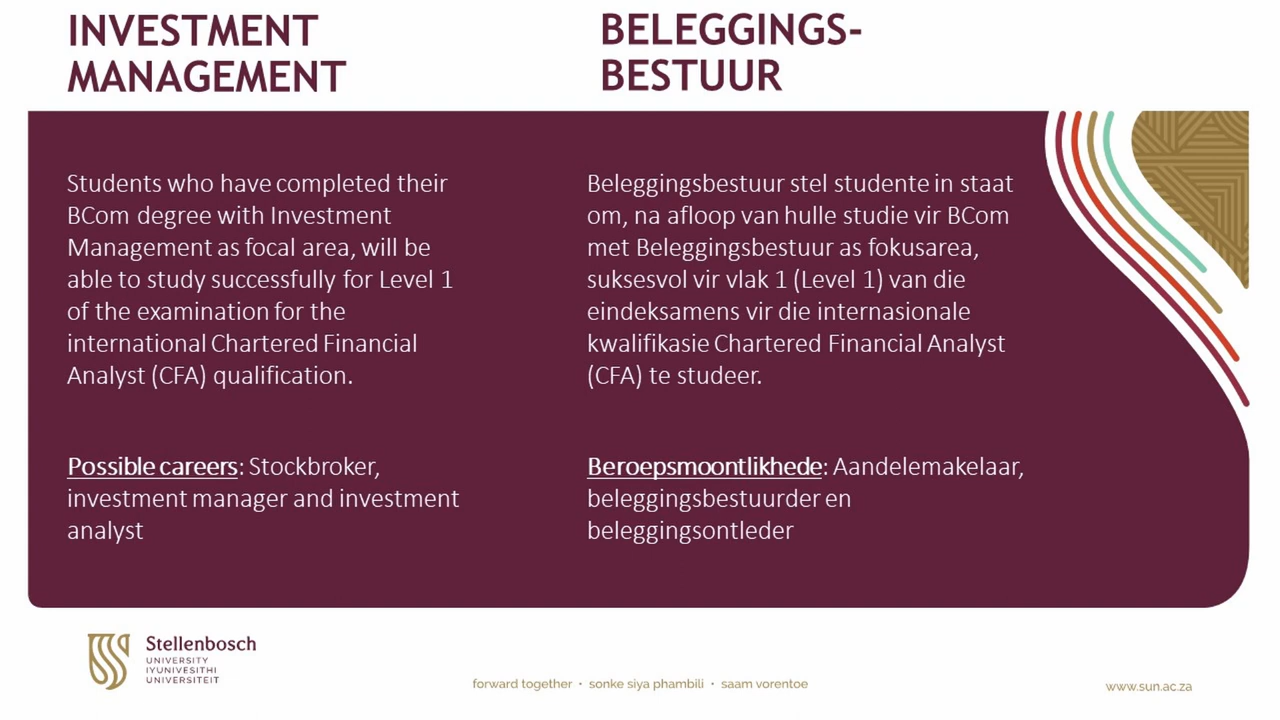 INVESTMENT
MANAGEMENT
Students who have completed their
BCom degree with Investment
Management as focal area, will be
able to study successfully for Level 1
of the examination for the
international Chartered Financial
Analyst (CFA) qualification.
Possible careers: Stockbroker,
investment manager and investment
analyst
BELEGGINGS-
BESTUUR
Beleggingsbestuur stel studente in staat
om, na afloop van hulle studie vir BCom
met Beleggingsbestuur as fokusarea,
suksesvol vir vlak 1 (Level 1) van die
eindeksamens vir die internasionale
kwalifikasie Chartered Financial Analyst
(CFA) te studeer.
Beroepsmoontlikhede: Aandelemakelaar,
beleggingsbestuurder en
beleggingsontleder
Stellenbosch
UNIVERSITY
IYUNIVESITHI
UNIVERSITEIT
forward together • sonke siya phambili • saam vorentoe
www.sun.ac.za